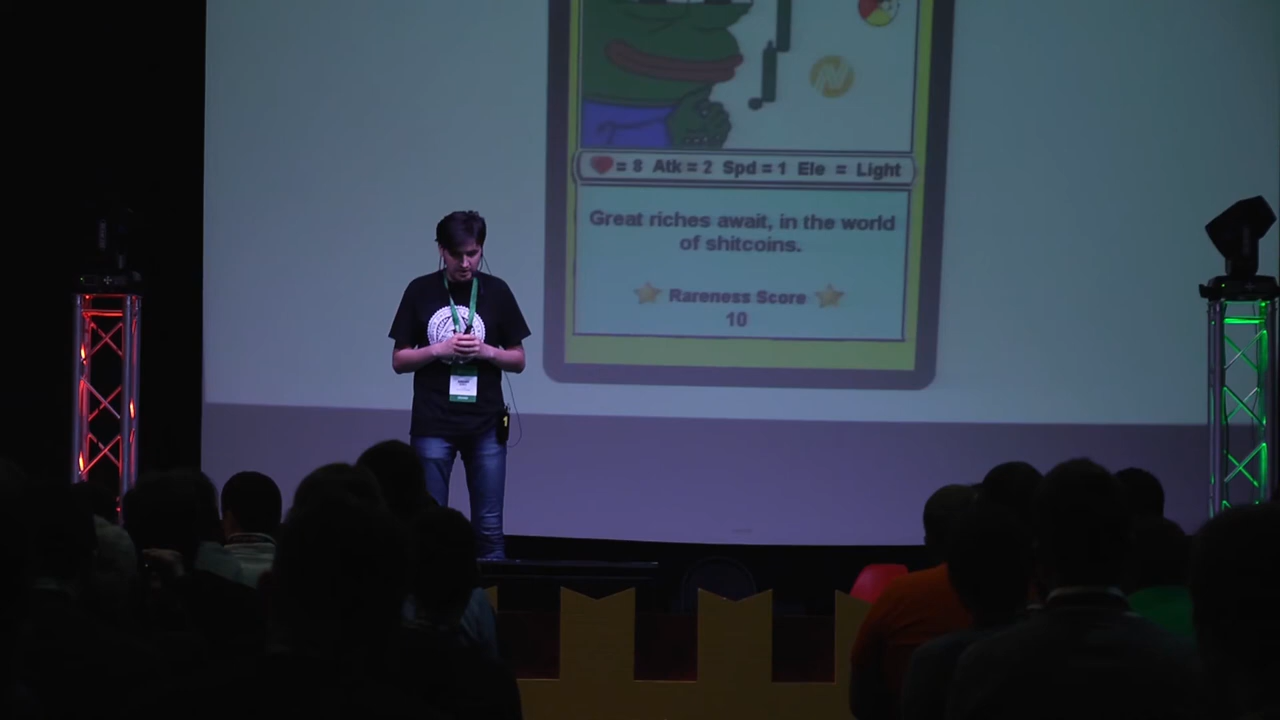 = 8 Atk = 2 Spd = 1 Ele = Light
Great riches await, in the world
of shitcoins.
Rareness Score
10